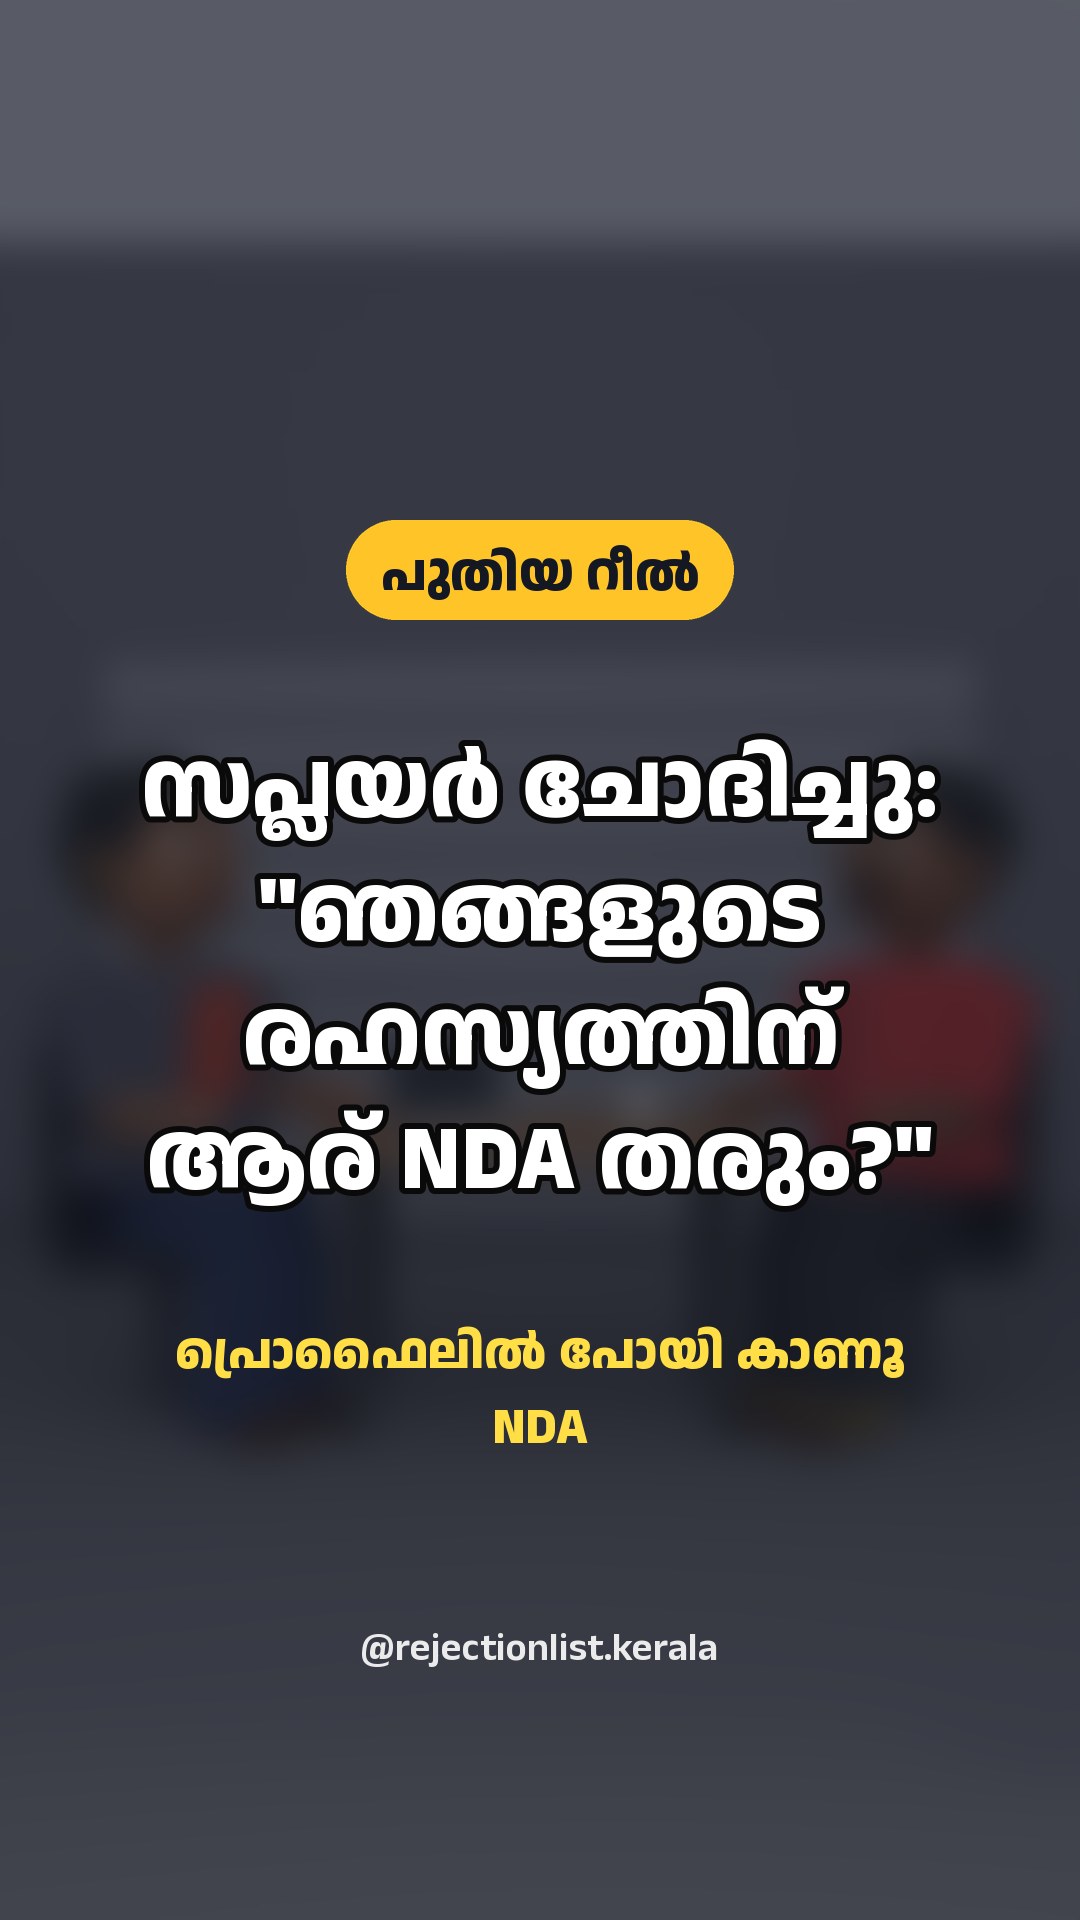 പുതിയ റീൽ
സപ്ലയർ ചോദിച്ചു:
"ഞങ്ങളുടെ
രഹസ്യത്തിന്
ആര് NDA തരും?"
പ്രൊഫൈലിൽ പോയി കാണൂ
NDA
@rejectionlist.kerala